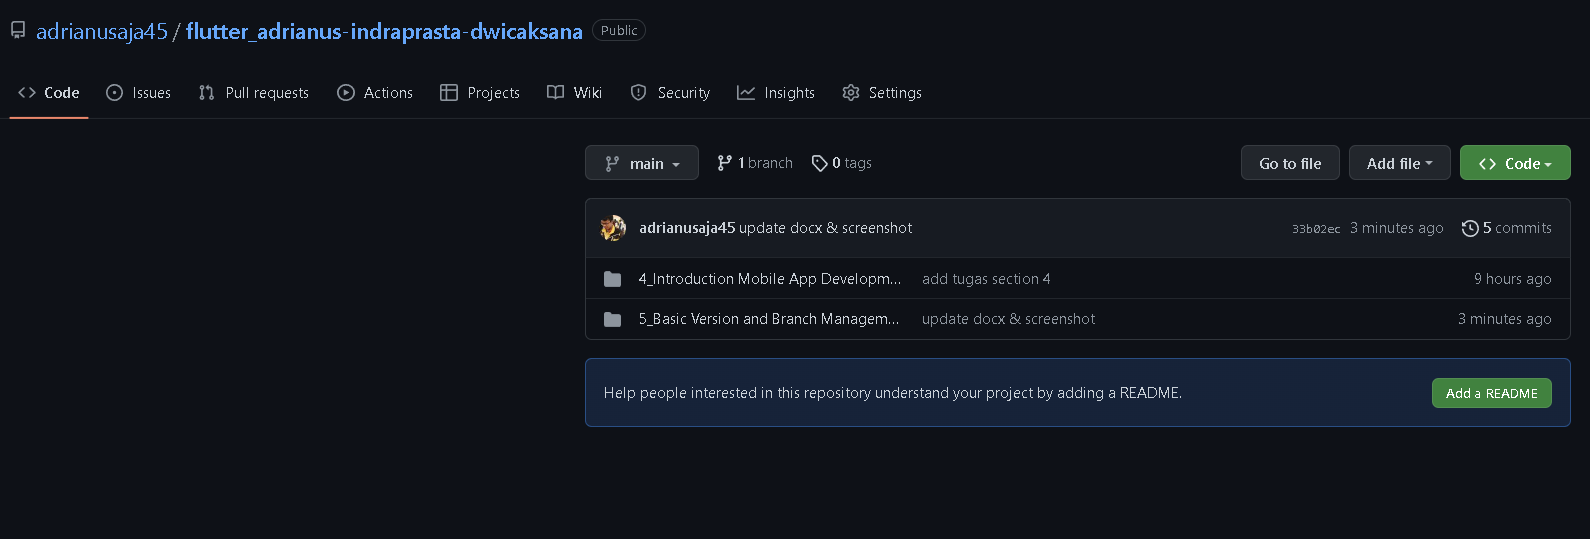 adrianusaja45 / flutter_adrianus-indraprasta-dwicaksana Public
Code Issues Pull requests Actions Projects Wiki Security Insights Settings
main 1 branch 0 tags Go to file Add file Code
adrianusaja45 update docx & screenshot 33b02ec 3 minutes ago 5 commits
4_Introduction Mobile App Developm... add tugas section 4 9 hours ago
5_Basic Version and Branch Managem... update docx & screenshot 3 minutes ago
Help people interested in this repository understand your project by adding a README. Add a README